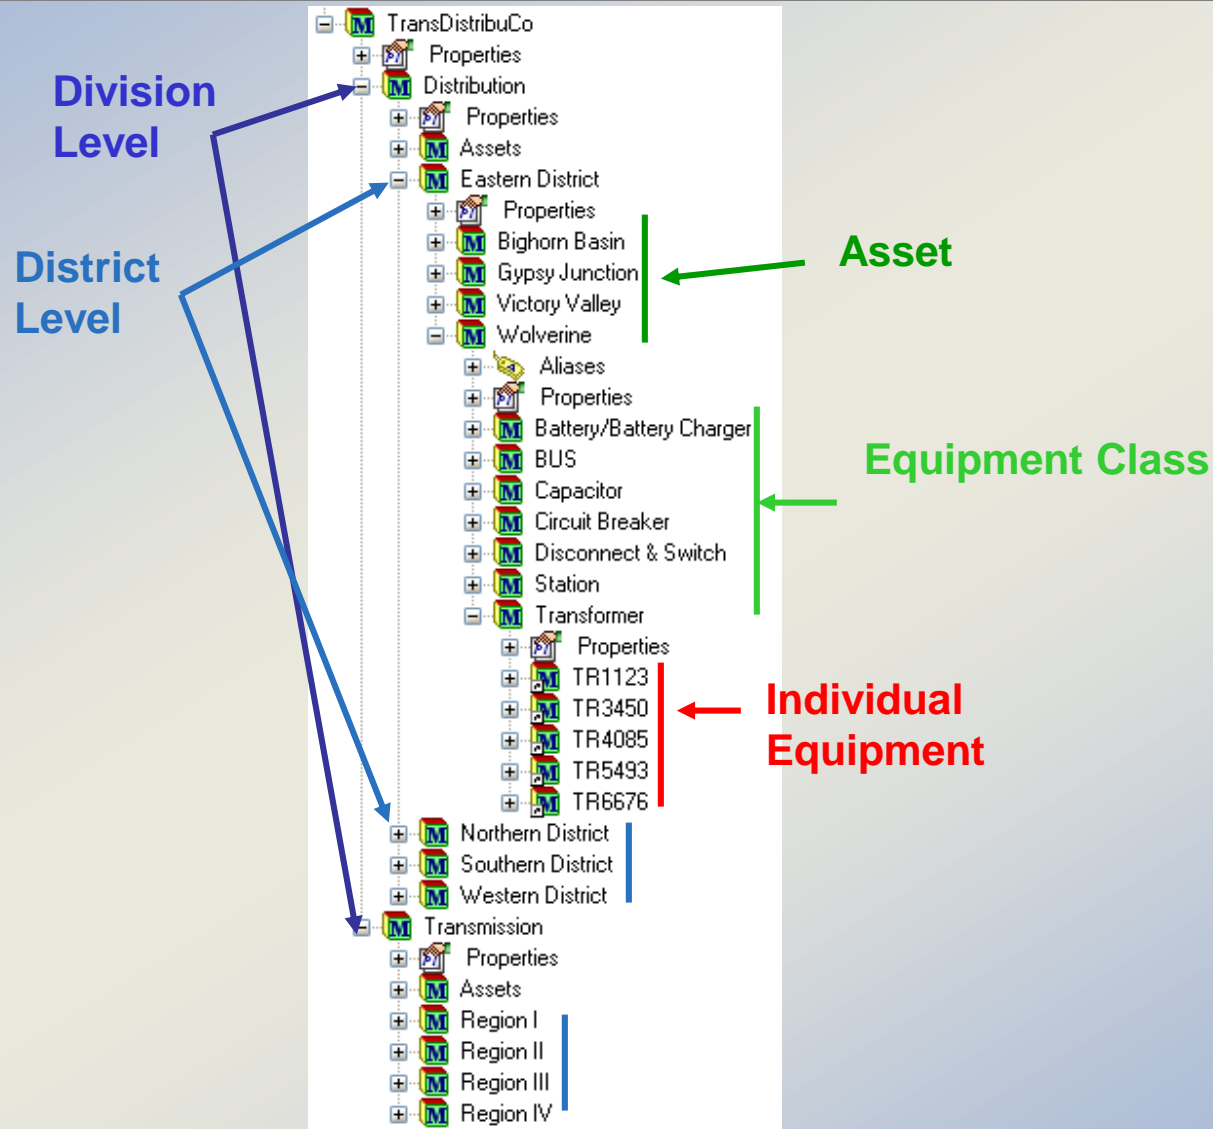 TransDistribuCo
Properties
Division
Level
Distribution
Properties
Assets
Eastern District
District
Level
Properties
Bighorn Basin
Gypsy Junction
Victory Valley
Wolverine
Asset
Aliases
Properties
Battery/Battery Charger
BUS
Capacitor
Circuit Breaker
Disconnect & Switch
Station
Transformer
Equipment Class
Properties
TR1123
TR3450
TR4085
TR5493
TR6676
Individual
Equipment
Northern District
Southern District
Western District
Transmission
Properties
Assets
Region I
Region II
Region III
Region IV